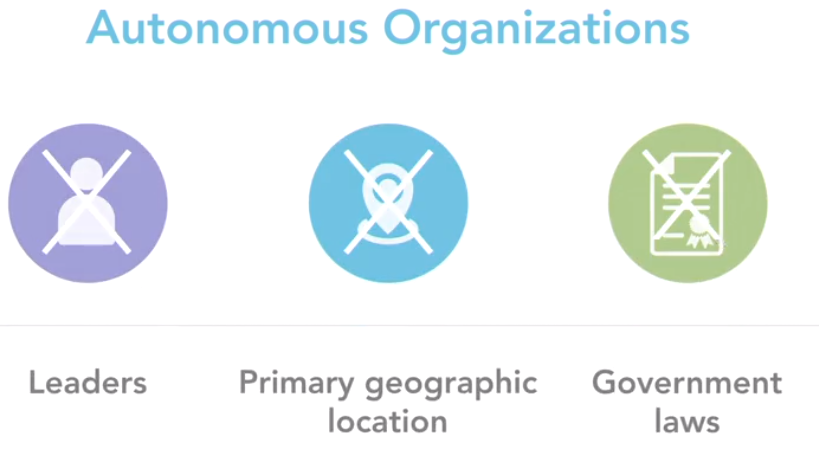 Autonomous Organizations
Leaders
Primary geographic
location
Government
laws